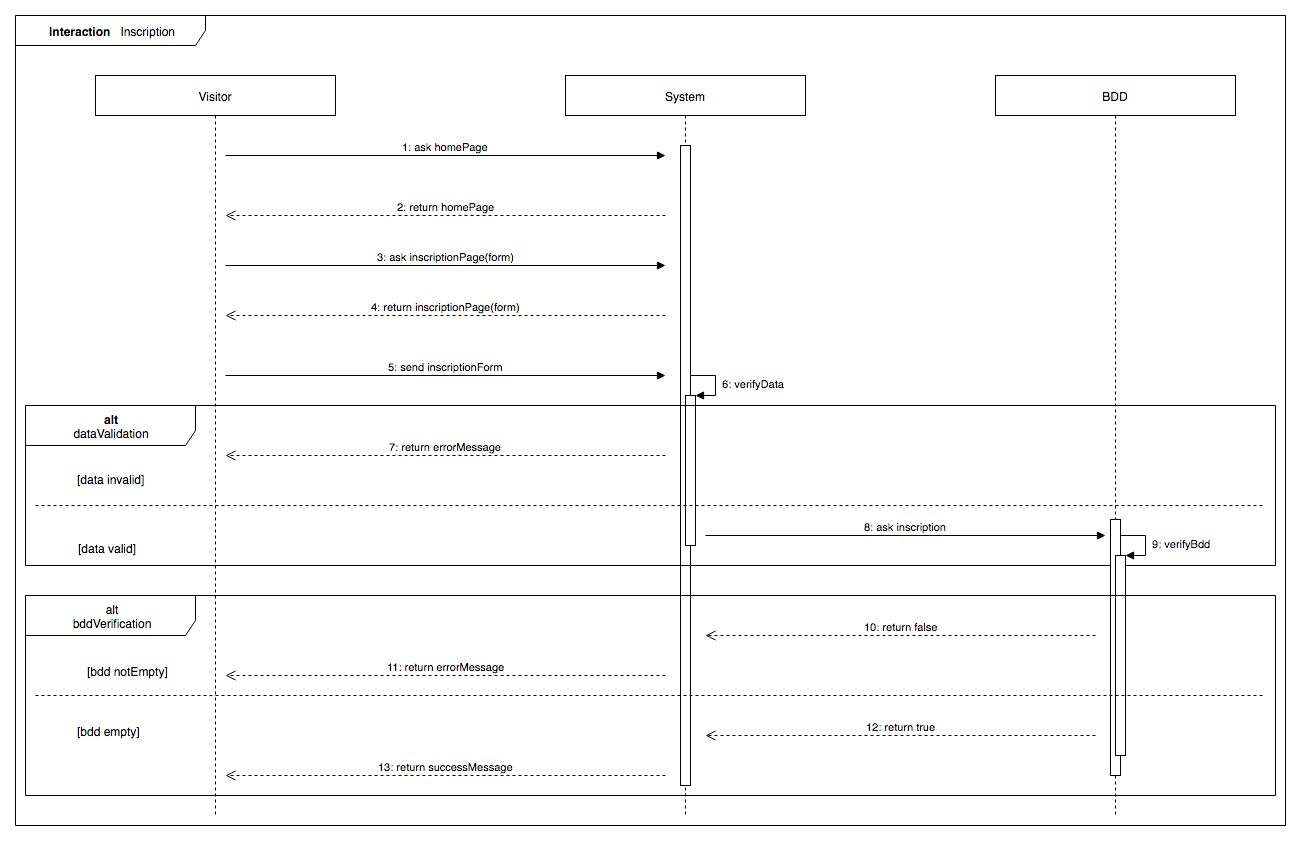 Interaction Inscription
Visitor
System
BDD
1: ask homePage
2: return homePage
3: ask inscriptionPage(form)
4: return inscriptionPage(form)
5: send inscriptionForm
6: verifyData
alt
dataValidation
7: return errorMessage
[data invalid]
8: ask inscription
[data valid]
9: verifyBdd
alt
bddVerification
10: return false
11: return errorMessage
[bdd notEmpty]
12: return true
[bdd empty]
13: return successMessage